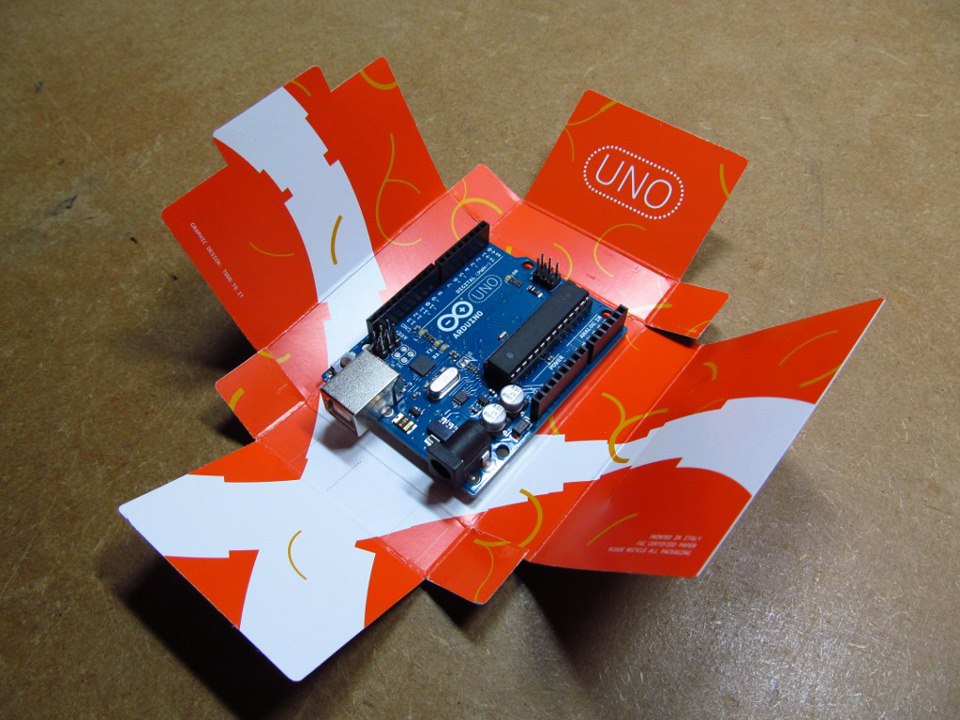 UNO
GRAPHIC DESIGN: TODO TO IT
DIGITAL (PWM~)
UNO
ARDUINO
ANALOG IN
POWER
PRINTED IN ITALY
FSC CERTIFIED PAPER
PLEASE RECYCLE ALL PACKAGING